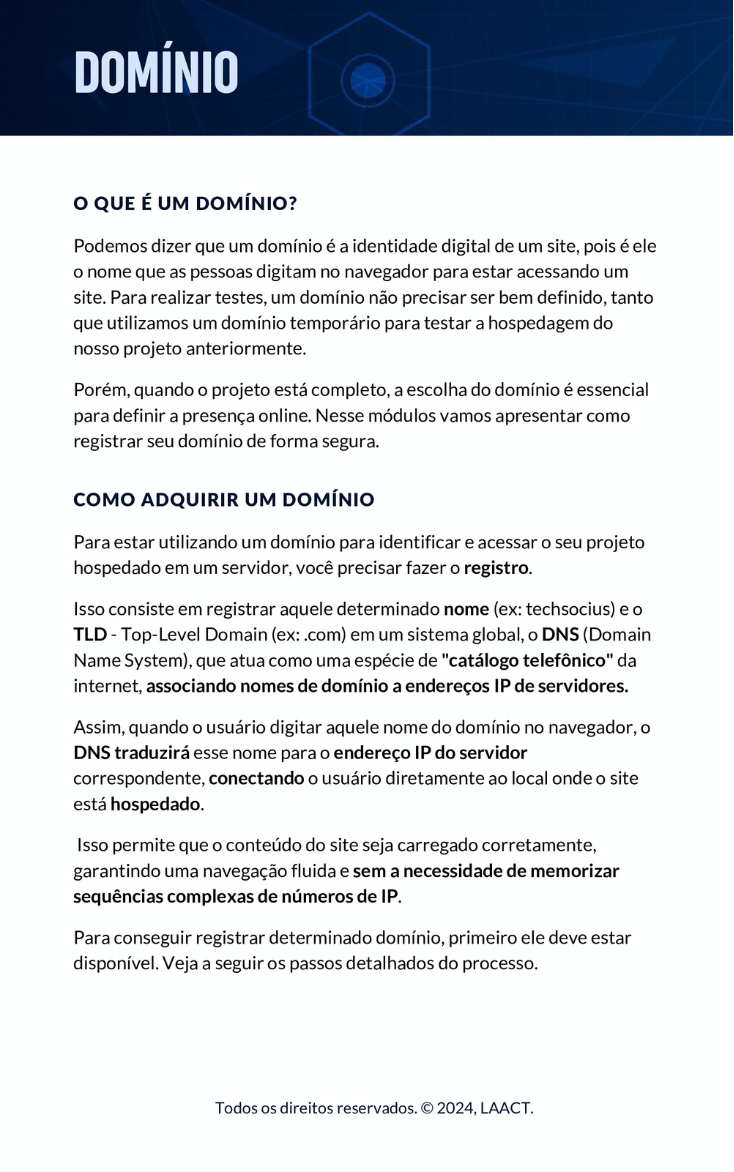 DOMÍNIO
O QUE É UM DOMÍNIO?
Podemos dizer que um domínio é a identidade digital de um site, pois é ele
o nome que as pessoas digitam no navegador para estar acessando um
site. Para realizar testes, um domínio não precisar ser bem definido, tanto
que utilizamos um domínio temporário para testar a hospedagem do
nosso projeto anteriormente.
Porém, quando o projeto está completo, a escolha do domínio é essencial
para definir a presença online. Nesse módulos vamos apresentar como
registrar seu domínio de forma segura.
COMO ADQUIRIR UM DOMÍNIO
Para estar utilizando um domínio para identificar e acessar o seu projeto
hospedado em um servidor, você precisar fazer o registro.
Isso consiste em registrar aquele determinado nome (ex: techsocius) e o
TLD - Top-Level Domain (ex: .com) em um sistema global, o DNS (Domain
Name System), que atua como uma espécie de "catálogo telefônico" da
internet, associando nomes de domínio a endereços IP de servidores.
Assim, quando o usuário digitar aquele nome do domínio no navegador, o
DNS traduzirá esse nome para o endereço IP do servidor
correspondente, conectando o usuário diretamente ao local onde o site
está hospedado.
Isso permite que o conteúdo do site seja carregado corretamente,
garantindo uma navegação fluida e sem a necessidade de memorizar
sequências complexas de números de IP.
Para conseguir registrar determinado domínio, primeiro ele deve estar
disponível. Veja a seguir os passos detalhados do processo.
Todos os direitos reservados. © 2024, LAACT.